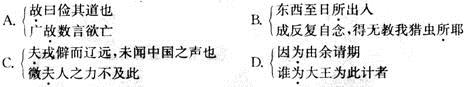 A. 故曰俭其道也
广故数言欲亡
B. 东西至日所出入
成反复自念,得无教我猎虫所耶
C. 夫戎僻而辽远,未闻中国之声也
微夫人之力不及此
D. 因为由余请期
谁为大王为此计者